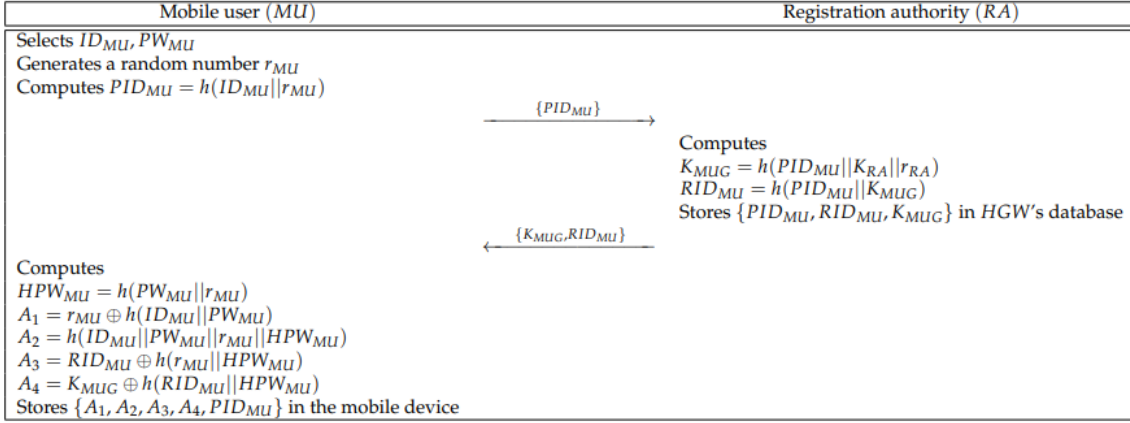 Mobile user (MU) Registration authority (RA)
Selects ID_MU, PW_MU
Generates a random number r_MU
Computes PID_MU = h(ID_MU||r_MU)
{PID_MU}
Computes
K_MUG = h(PID_MU||K_RA||r_RA)
RID_MU = h(PID_MU||K_MUG)
Stores {PID_MU, RID_MU, K_MUG} in HGW's database
{K_MUG,RID_MU}
Computes
HPW_MU = h(PW_MU||r_MU)
A_1 = r_MU ⊕ h(ID_MU||PW_MU)
A_2 = h(ID_MU||PW_MU||r_MU||HPW_MU)
A_3 = RID_MU ⊕ h(r_MU||HPW_MU)
A_4 = K_MUG ⊕ h(RID_MU||HPW_MU)
Stores {A_1, A_2, A_3, A_4, PID_MU} in the mobile device